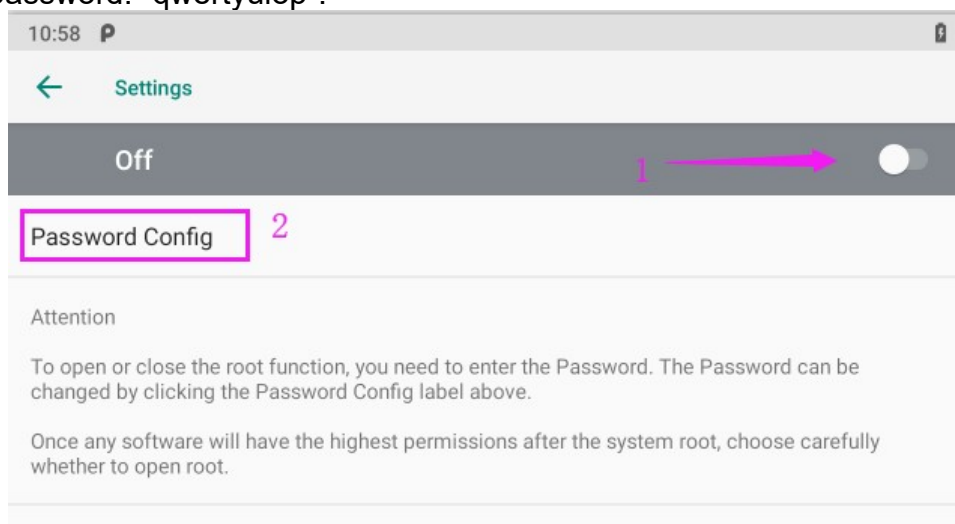 password: "qwertyuiop".
10:58
Settings
Off
1
Password Config
2
Attention
To open or close the root function, you need to enter the Password. The Password can be
changed by clicking the Password Config label above.
Once any software will have the highest permissions after the system root, choose carefully
whether to open root.